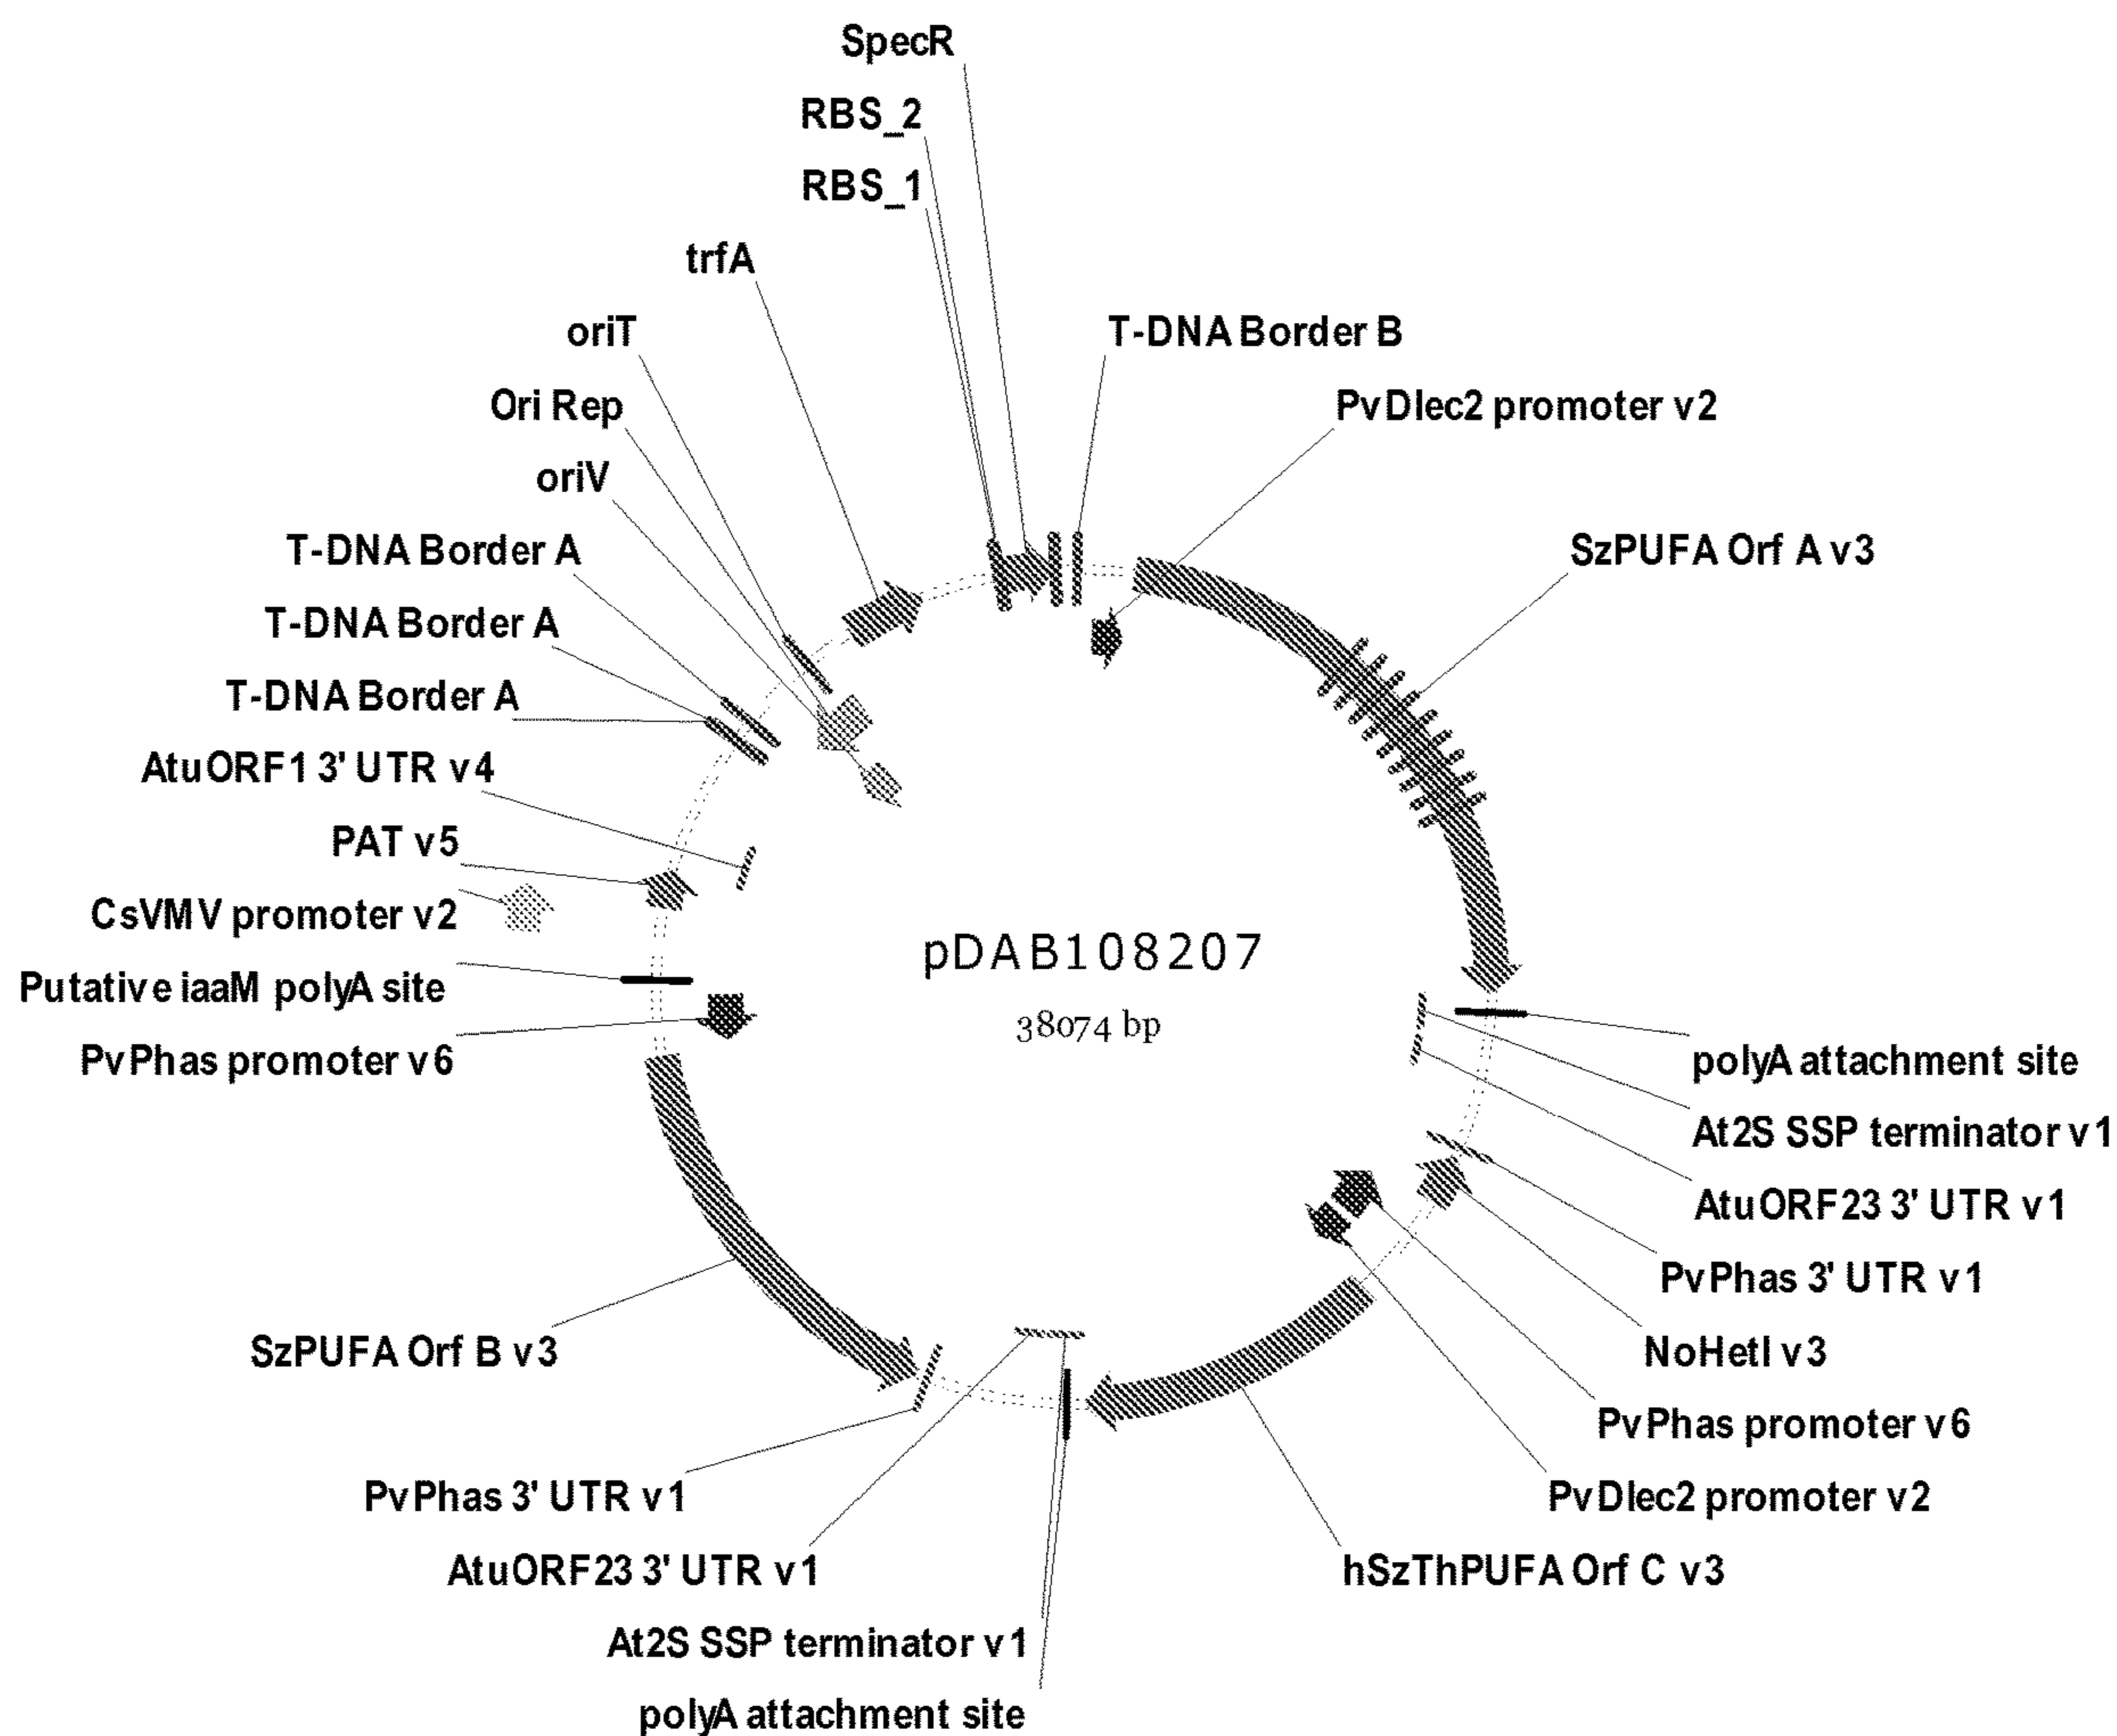 SpecR
RBS_2
RBS_1
trfA
oriT
T-DNA Border B
Ori Rep
PvDlec2 promoter v2
oriV
T-DNA Border A
SzPUFA Orf A v3
T-DNA Border A
T-DNA Border A
AtuORF1 3' UTR v4
PAT v5
CsVMV promoter v2
pDAB108207
Putative iaaM polyA site
38074 bp
PvPhas promoter v6
polyA attachment site
At2S SSP terminator v1
AtuORF23 3' UTR v1
PvPhas 3' UTR v1
SzPUFA Orf B v3
NoHetI v3
PvPhas promoter v6
PvPhas 3' UTR v1
PvDlec2 promoter v2
AtuORF23 3' UTR v1
hSzThPUFA Orf C v3
At2S SSP terminator v1
polyA attachment site